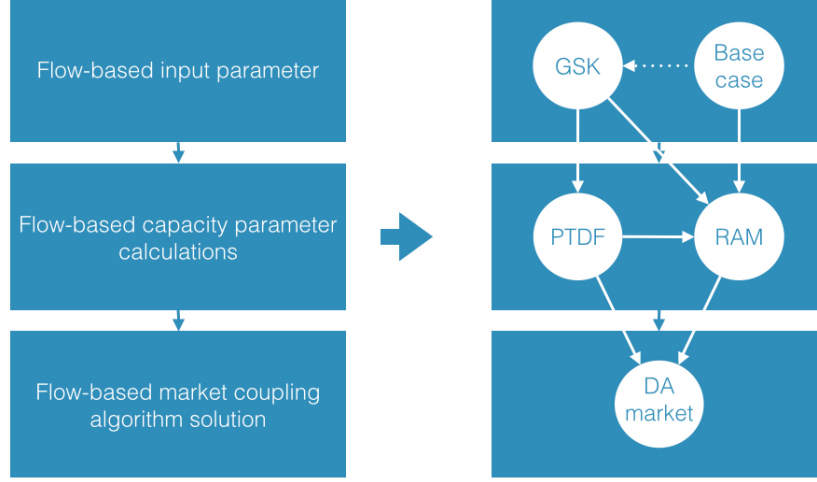 Flow-based input parameter
Flow-based capacity parameter
calculations
Flow-based market coupling
algorithm solution
GSK
Base
case
PTDF
RAM
DA
market